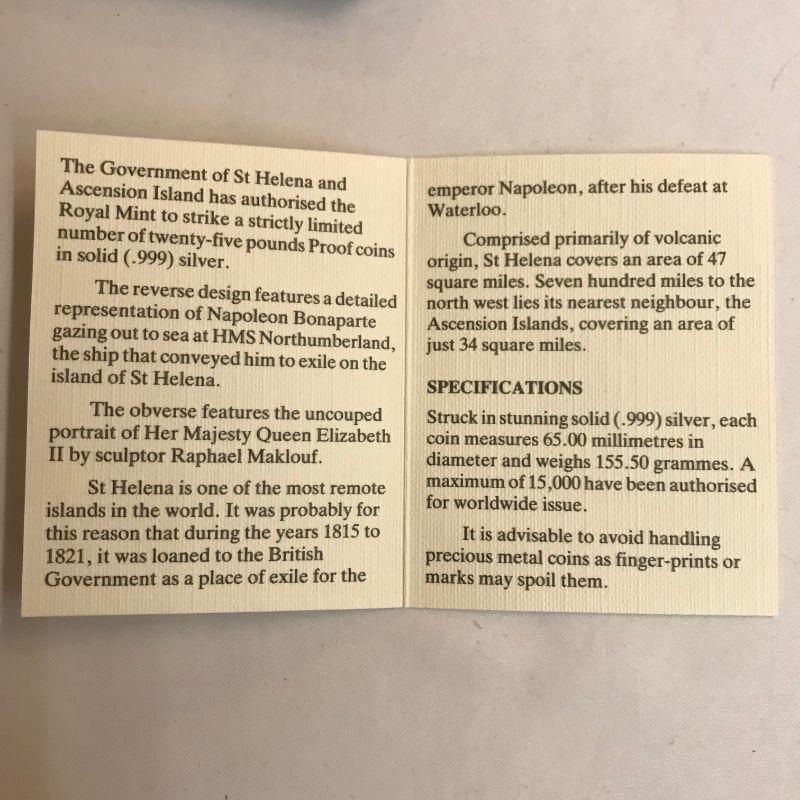 The Government of St Helena and
Ascension Island has authorised the
Royal Mint to strike a strictly limited
number of twenty-five pounds Proof coins
in solid (.999) silver.
The reverse design features a detailed
representation of Napoleon Bonaparte
gazing out to sea at HMS Northumberland,
the ship that conveyed him to exile on the
island of St Helena.
The obverse features the uncouped
portrait of Her Majesty Queen Elizabeth
II by sculptor Raphael Maklouf.
St Helena is one of the most remote
islands in the world. It was probably for
this reason that during the years 1815 to
1821, it was loaned to the British
Government as a place of exile for the
emperor Napoleon, after his defeat at
Waterloo.
Comprised primarily of volcanic
origin, St Helena covers an area of 47
square miles. Seven hundred miles to the
north west lies its nearest neighbour, the
Ascension Islands, covering an area of
just 34 square miles.
SPECIFICATIONS
Struck in stunning solid (.999) silver, each
coin measures 65.00 millimetres in
diameter and weighs 155.50 grammes. A
maximum of 15,000 have been authorised
for worldwide issue.
It is advisable to avoid handling
precious metal coins as finger-prints or
marks may spoil them.